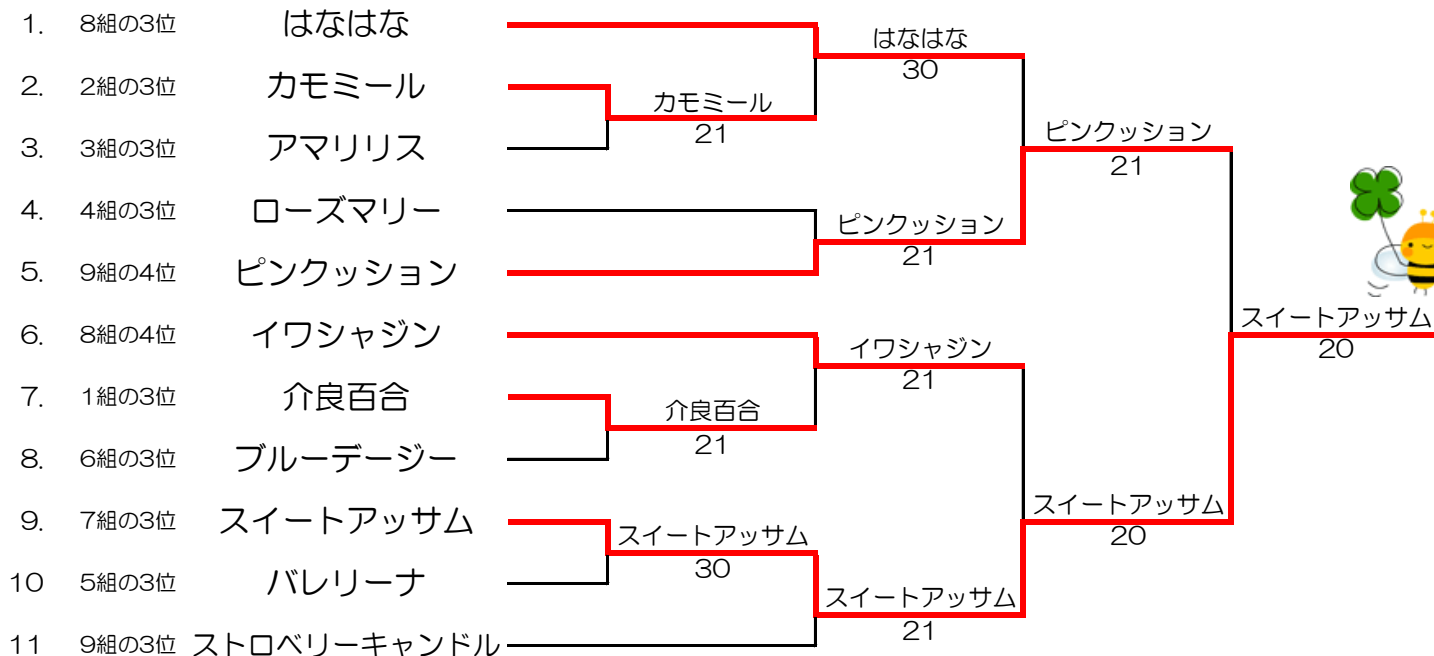 1. 8組の3位 はなはな
はなはな
30
2. 2組の3位 カモミール
カモミール
21
ピンクッション
21
3. 3組の3位 アマリリス
4. 4組の3位 ローズマリー
ピンクッション
21
5. 9組の4位 ピンクッション
6. 8組の4位 イワシャジン
スイートアッサム
20
イワシャジン
21
7. 1組の3位 介良百合
介良百合
21
8. 6組の3位 ブルーデージー
9. 7組の3位 スイートアッサム
スイートアッサム
20
スイートアッサム
30
10 5組の3位 バレリーナ
スイートアッサム
21
11 9組の3位 ストロベリーキャンドル